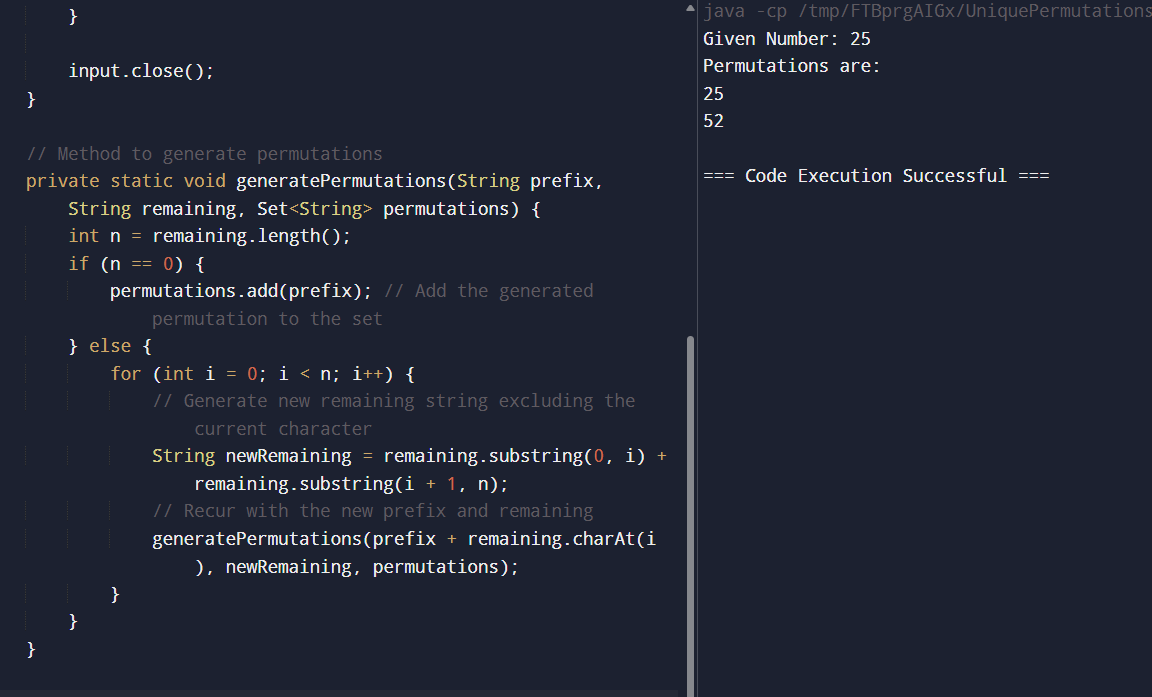 }
input.close();
}
// Method to generate permutations
private static void generatePermutations(String prefix,
String remaining, Set<String> permutations) {
int n = remaining.length();
if (n == 0) {
permutations.add(prefix); // Add the generated
permutation to the set
} else {
for (int i = 0; i < n; i++) {
// Generate new remaining string excluding the
current character
String newRemaining = remaining.substring(0, i) +
remaining.substring(i + 1, n);
// Recur with the new prefix and remaining
generatePermutations(prefix + remaining.charAt(i
), newRemaining, permutations);
}
}
}
java -cp /tmp/FTBprgAIGx/UniquePermutations
Given Number: 25
Permutations are:
25
52
=== Code Execution Successful ===